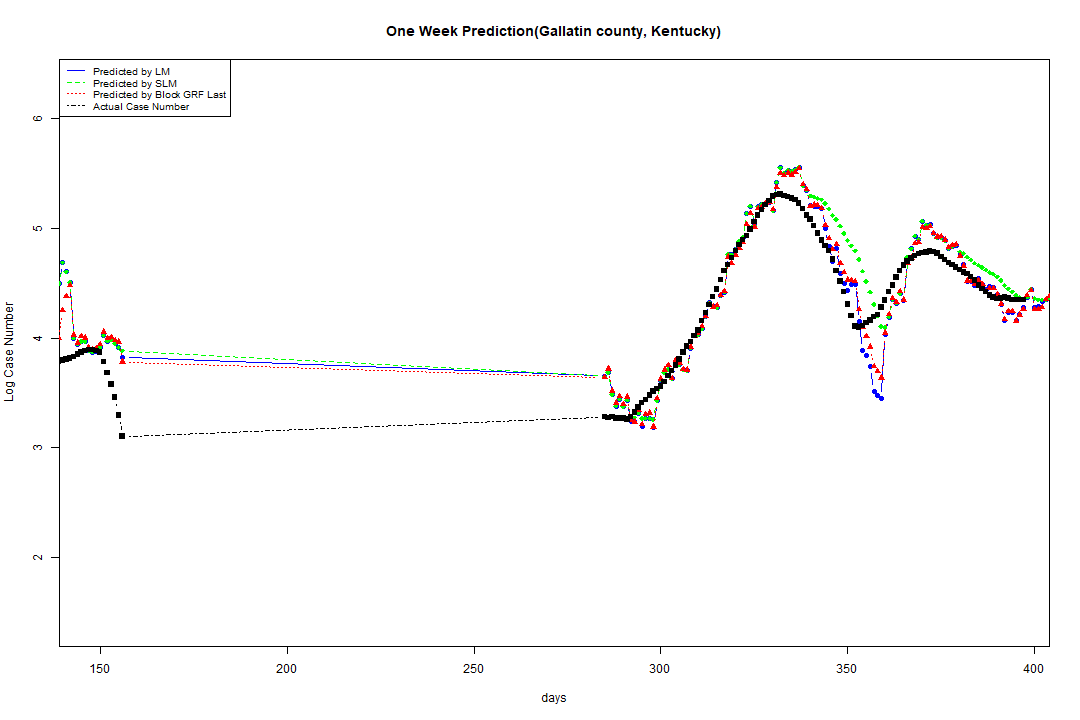 One Week Prediction(Gallatin county, Kentucky)
Predicted by LM
Predicted by SLM
Predicted by Block GRF Last
Actual Case Number
Log Case Number
6
5
4
3
2
150 200 250 300 350 400
days